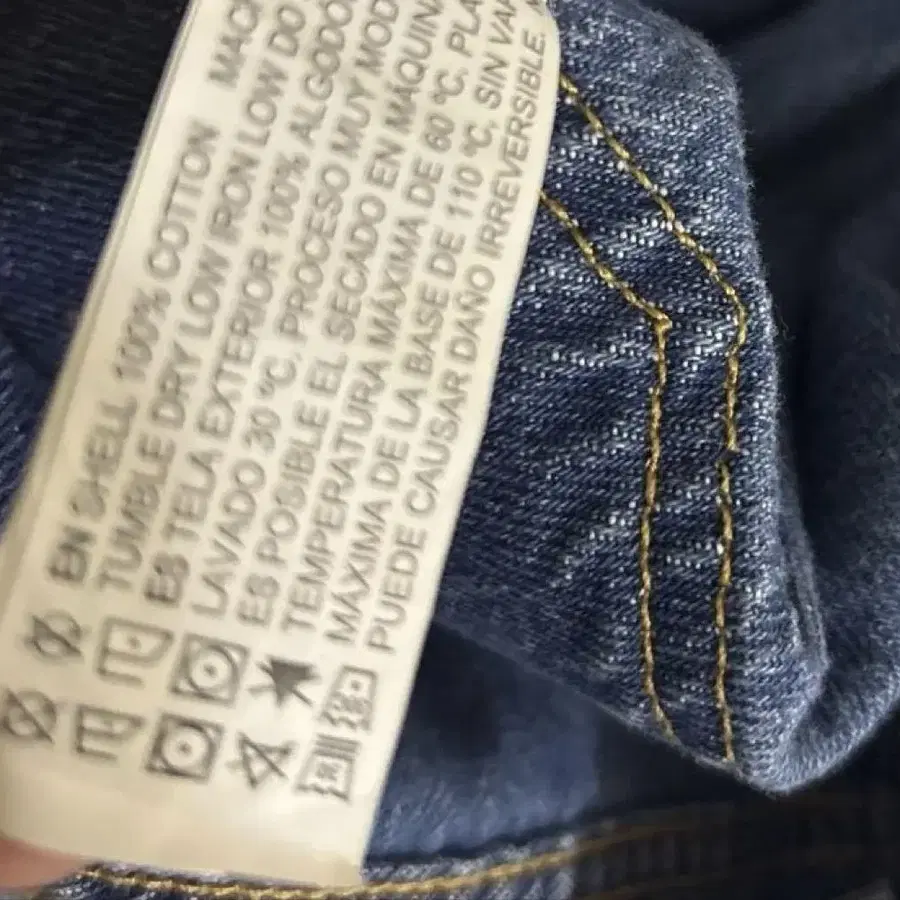 EN SHELL 100% COTTON
TUMBLE DRY LOW IRON LOW DO
ES TELA EXTERIOR 100% ALGODÓ
LAVADO 30 °C, PROCESO MUY MOD
ES POSIBLE EL SECADO EN MÁQUINA
TEMPERATURA MÁXIMA DE 60 °C, PLA
MÁXIMA DE LA BASE DE 110 °C, SIN VAP
PUEDE CAUSAR DAÑO IRREVERSIBLE.